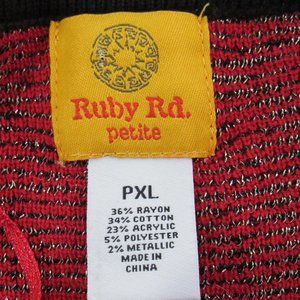 Ruby Rd.
petite
PXL
36% RAYON
34% COTTON
23% ACRYLIC
5% POLYESTER
2% METALLIC
MADE IN
CHINA